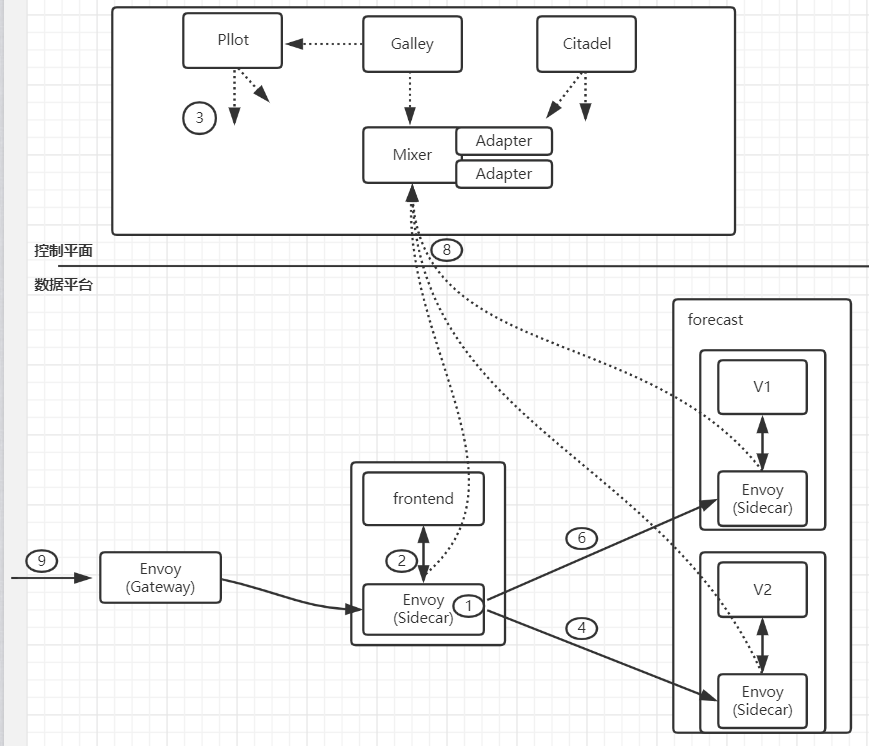 PIlot
Galley
Citadel
3
Mixer
Adapter
Adapter
控制平面
8
数据平台
forecast
V1
Envoy
(Sidecar)
frontend
6
9
Envoy
(Gateway)
2
Envoy
(Sidecar)
1
4
V2
Envoy
(Sidecar)